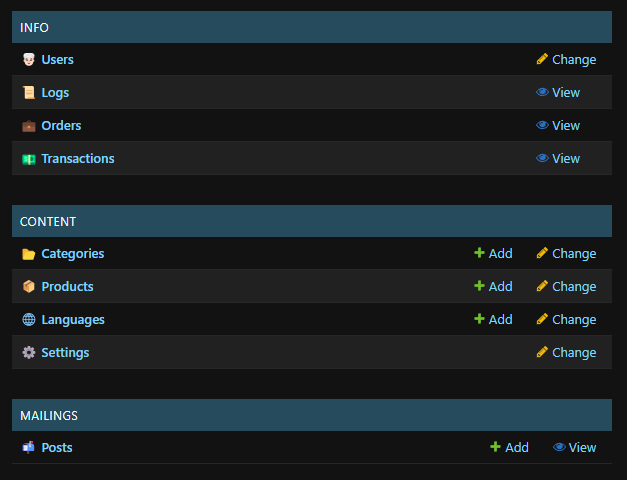 INFO
Users Change
Logs View
Orders View
Transactions View
CONTENT
Categories Add Change
Products Add Change
Languages Add Change
Settings Change
MAILINGS
Posts Add View